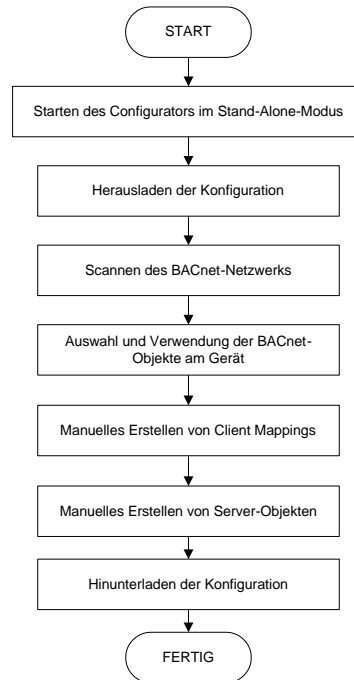 START
Starten des Configurators im Stand-Alone-Modus
Herausladen der Konfiguration
Scannen des BACnet-Netzwerks
Auswahl und Verwendung der BACnet-
Objekte am Gerät
Manuelles Erstellen von Client Mappings
Manuelles Erstellen von Server-Objekten
Hinunterladen der Konfiguration
FERTIG